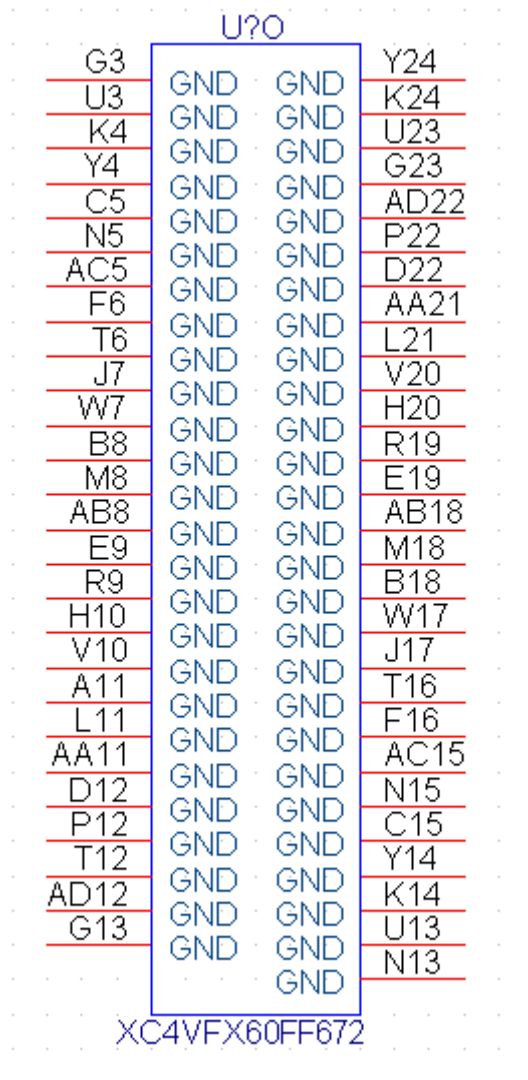 U?O
G3 GND GND Y24
U3 GND GND K24
K4 GND GND U23
Y4 GND GND G23
C5 GND GND AD22
N5 GND GND P22
AC5 GND GND D22
F6 GND GND AA21
T6 GND GND L21
J7 GND GND V20
W7 GND GND H20
B8 GND GND R19
M8 GND GND E19
AB8 GND GND AB18
E9 GND GND M18
R9 GND GND B18
H10 GND GND W17
V10 GND GND J17
A11 GND GND T16
L11 GND GND F16
AA11 GND GND AC15
D12 GND GND N15
P12 GND GND C15
T12 GND GND Y14
AD12 GND GND K14
G13 GND GND U13
GND N13
XC4VFX60FF672